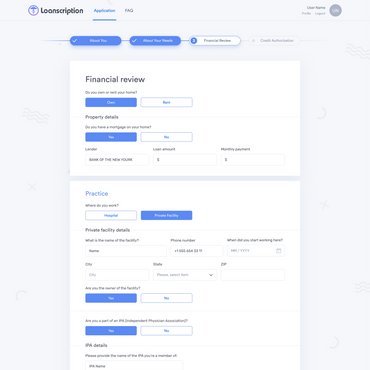 Loanscription
Application
FAQ
User Name
Profile
Logout
UN
About You
About Your Needs
3
Financial Review
4
Credit Authorization
Financial review
Do you own or rent your home?
Own
Rent
Property details
Do you have a mortgage on your home?
Yes
No
Lender
Loan amount
Monthly payment
BANK OF THE NEW YOURK
$
$
Practice
Where do you work?
Hospital
Private Facility
Private facility details
What is the name of the facility?
Phone number
When did you start working here?
Name
+1 555 464 33 11
MM / YYYY
City
State
ZIP
City
Please, select item
Are you the owner of the facility?
Yes
No
Are you a part of an IPA (Independent Physician Association)?
Yes
No
IPA details
Please provide the name of the IPA you're a member of:
IPA Name